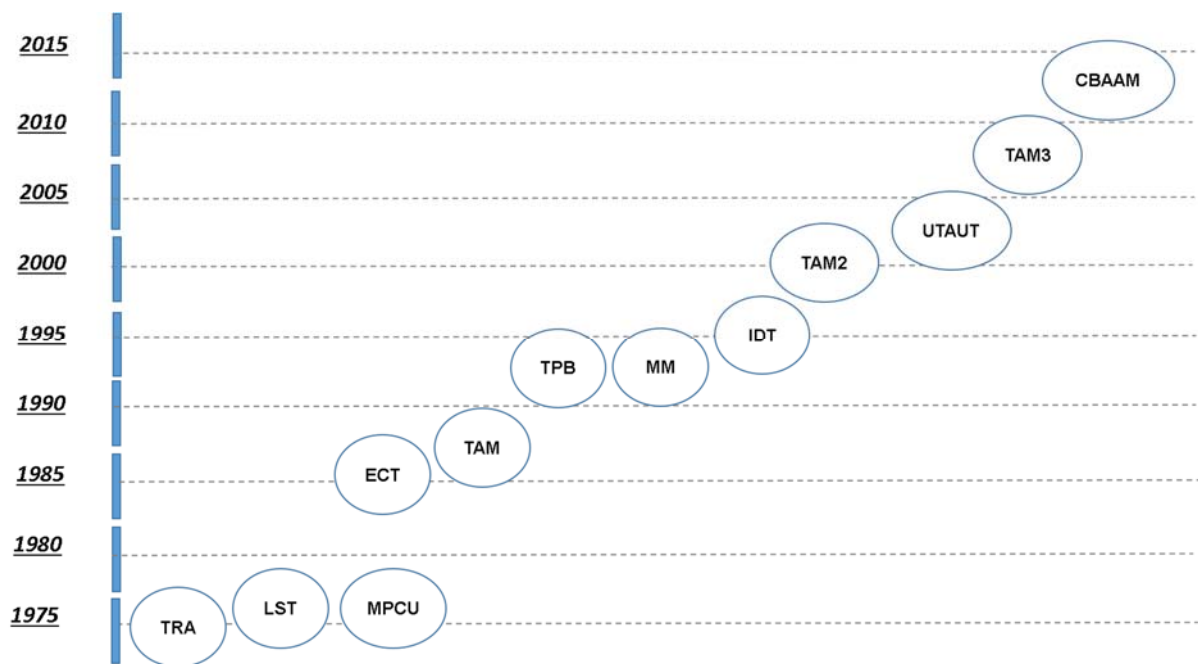 2015
CBAAM
2010
TAM3
2005
UTAUT
2000
TAM2
1995
IDT
TPB
MM
1990
TAM
ECT
1985
1980
LST
MPCU
1975
TRA